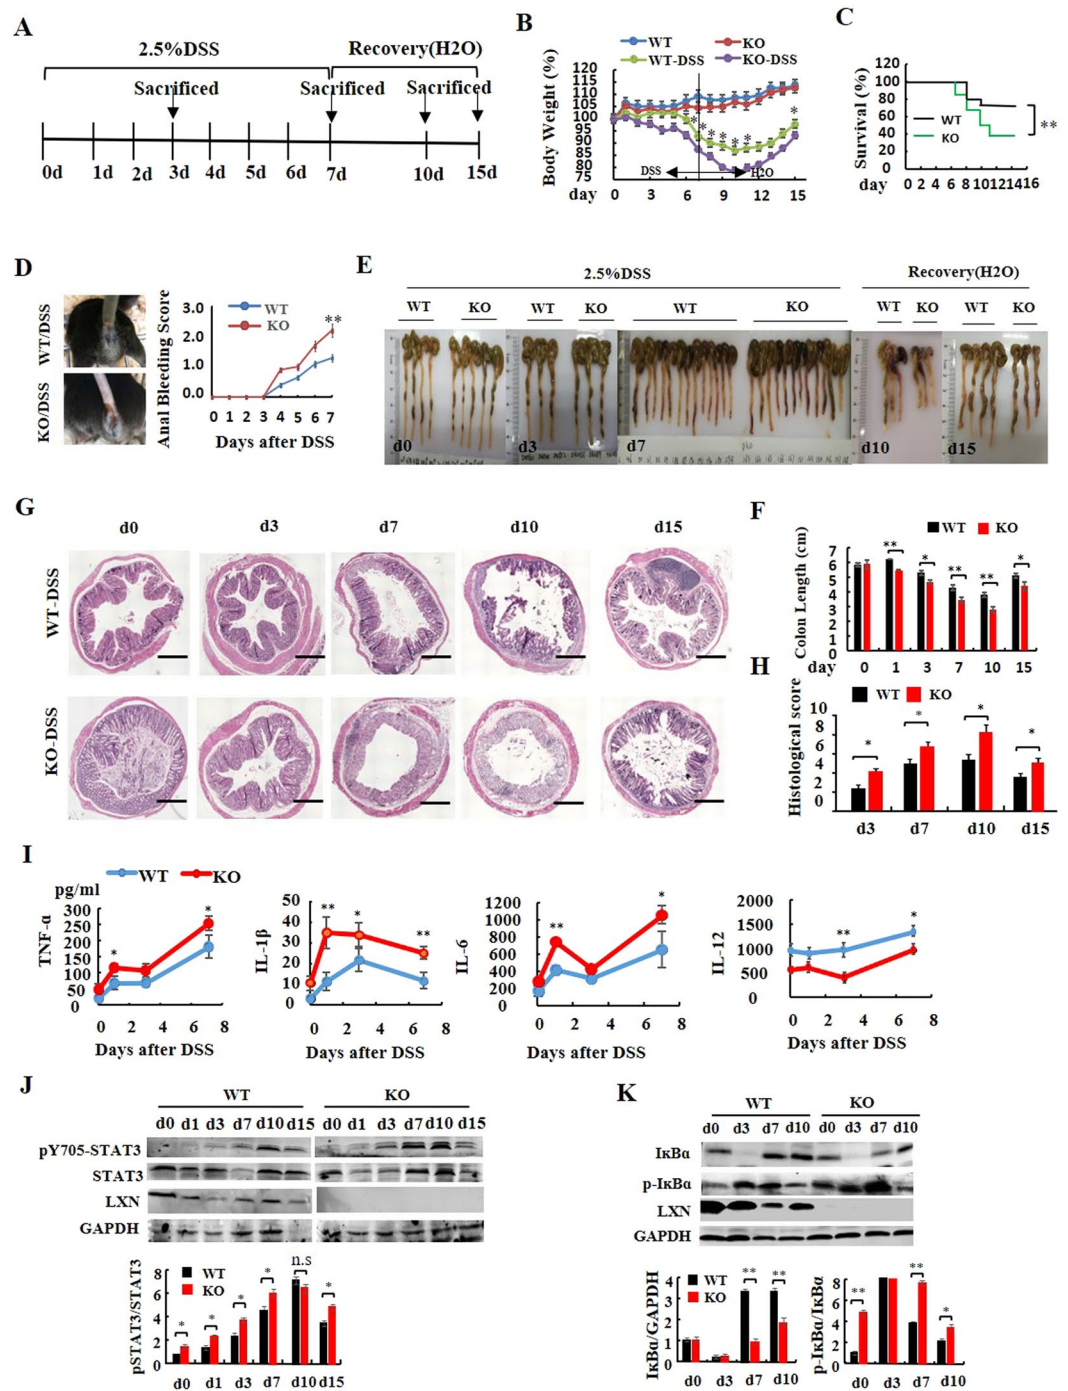 A
2.5%DSS
Recovery(H2O)
Sacrificed
Sacrificed
Sacrificed
0d 1d 2d 3d 4d 5d 6d 7d 10d 15d
B
WT KO
WT-DSS KO-DSS
Body Weight (%)
115
110
105
100
95
90
85
80
75
* * * * * * *
DSS H2O
day 0 3 6 9 12 15
C
Survival (%)
120
100
80
60
40
20
0
WT
KO
**
day 0 2 4 6 8 10 12 14 16
D
WT/DSS
KO/DSS
Anal Bleeding Score
3.0
2.0
1.0
0.0
WT
KO
**
0 1 2 3 4 5 6 7
Days after DSS
E
2.5%DSS
Recovery(H2O)
WT KO WT KO WT KO WT KO WT KO
d0 d3 d7 d10 d15
G
d0 d3 d7 d10 d15
WT-DSS
KO-DSS
F
WT KO
Colon Length (cm)
7
6
5
4
3
2
1
0
** * ** ** *
day 0 1 3 7 10 15
H
WT KO
Histological score
10
8
6
4
2
0
* * * *
d3 d7 d10 d15
I
WT KO
pg/ml
TNF-α
300
250
200
150
100
50
0
* *
0 2 4 6 8
Days after DSS
IL-1β
50
40
30
20
10
0
** * **
0 2 4 6 8
Days after DSS
IL-6
1200
1000
800
600
400
200
0
** *
0 2 4 6 8
Days after DSS
IL-12
2000
1500
1000
500
0
** *
0 2 4 6 8
Days after DSS
J
WT KO
d0 d1 d3 d7 d10 d15 d0 d1 d3 d7 d10 d15
pY705-STAT3
STAT3
LXN
GAPDH
pSTAT3/STAT3
8
6
4
2
0
WT
KO
* * * * n.s *
d0 d1 d3 d7 d10 d15
K
WT KO
d0 d3 d7 d10 d0 d3 d7 d10
IκBα
p-IκBα
LXN
GAPDH
IκBα/GAPDH
4
3
2
1
0
WT
KO
** **
d0 d3 d7 d10
p-IκBα/IκBα
8
6
4
2
0
** ** *
d0 d3 d7 d10